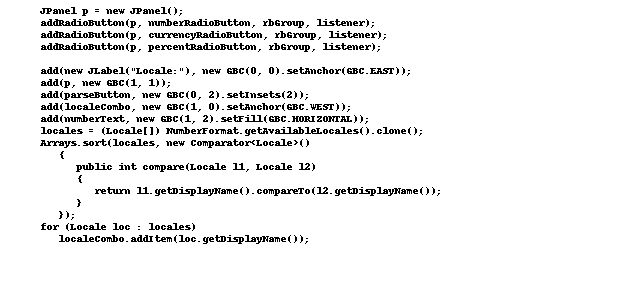 JPanel p = new JPanel();
addRadioButton(p, numberRadioButton, rbGroup, listener);
addRadioButton(p, currencyRadioButton, rbGroup, listener);
addRadioButton(p, percentRadioButton, rbGroup, listener);
add(new JLabel("Locale:"), new GBC(0, 0).setAnchor(GBC.EAST));
add(p, new GBC(1, 1));
add(parseButton, new GBC(0, 2).setInsets(2));
add(localeCombo, new GBC(1, 0).setAnchor(GBC.WEST));
add(numberText, new GBC(1, 2).setFill(GBC.HORIZONTAL));
locales = (Locale[]) NumberFormat.getAvailableLocales().clone();
Arrays.sort(locales, new Comparator<Locale>()
{
public int compare(Locale l1, Locale l2)
{
return l1.getDisplayName().compareTo(l2.getDisplayName());
}
});
for (Locale loc : locales)
localeCombo.addItem(loc.getDisplayName());